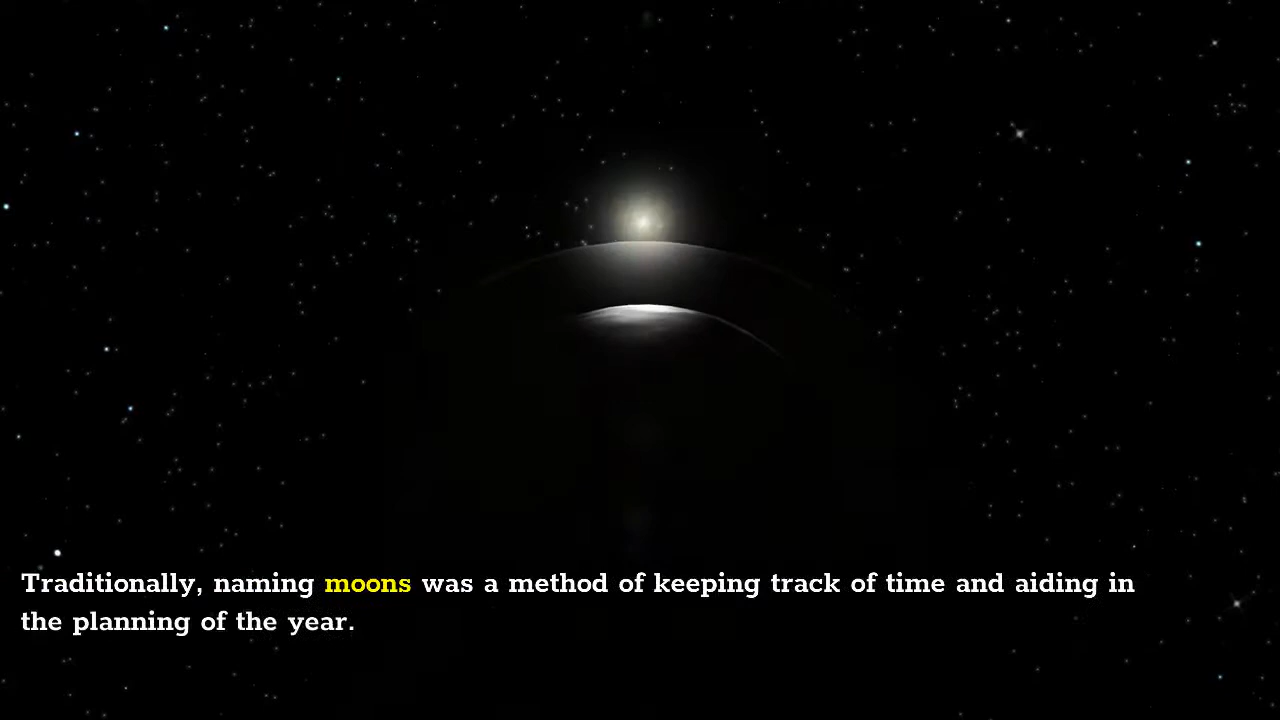 Traditionally, naming moons was a method of keeping track of time and aiding in
the planning of the year.